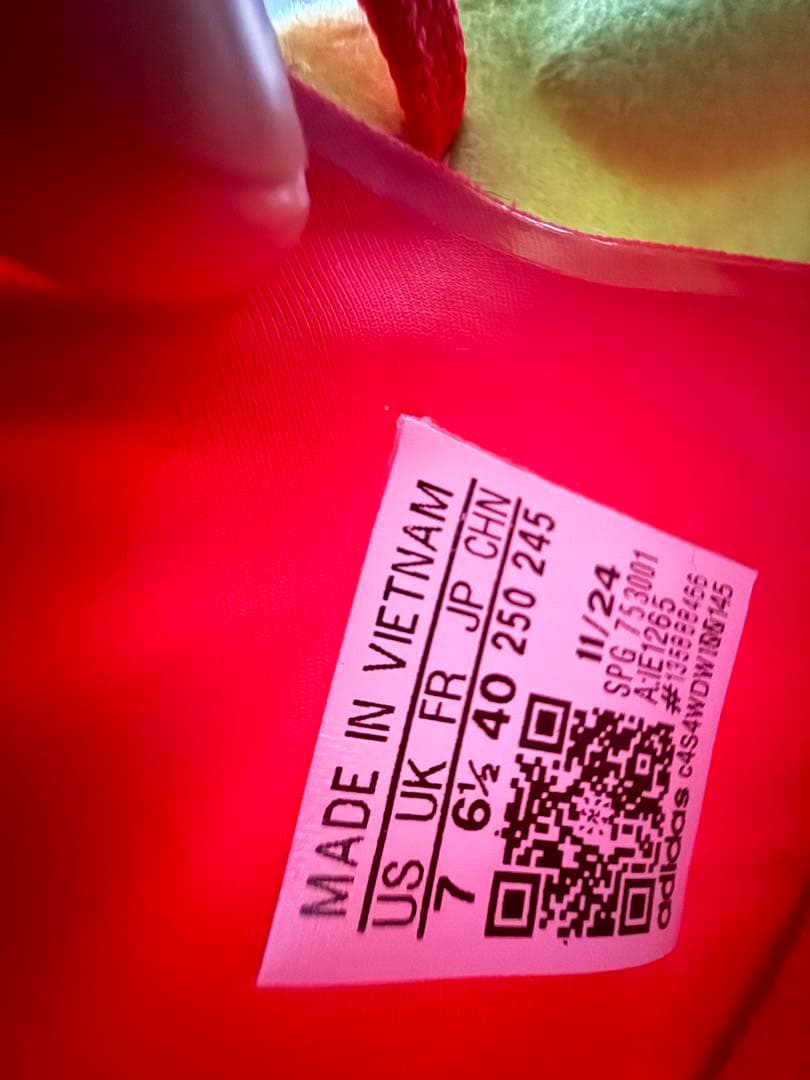 MADE IN VIETNAM
US UK FR JP CHN
7 6½ 40 250 245
11/24
SPG 753001
A:IE1265
adidas